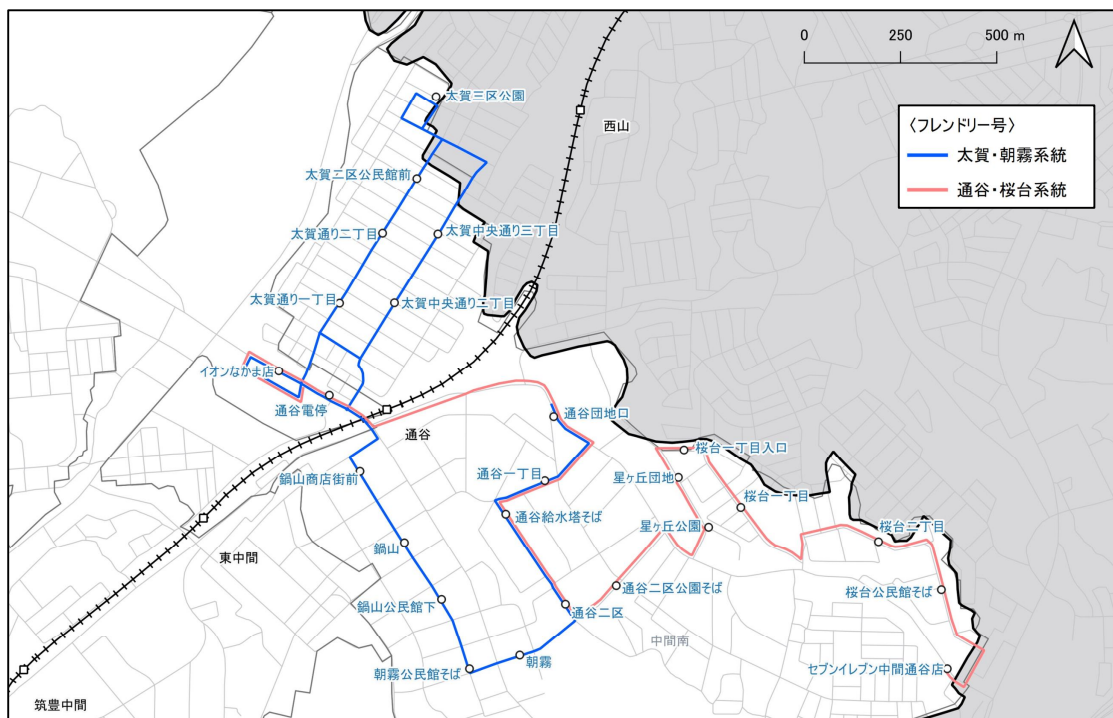 0 250 500 m
〈フレンドリー号〉
太賀・朝霧系統
通谷・桜台系統
太賀三区公園
西山
太賀二区公民館前
太賀通り二丁目
太賀中央通り三丁目
太賀通り一丁目
太賀中央通り二丁目
イオンなかま店
通谷電停
通谷
通谷団地口
鍋山商店街前
通谷一丁目
桜台一丁目入口
星ヶ丘団地
桜台一丁目
通谷給水塔そば
星ヶ丘公園
桜台二丁目
鍋山
東中間
通谷二区公園そば
桜台公民館そば
鍋山公民館下
通谷二区
中間南
朝霧
朝霧公民館そば
セブンイレブン中間通谷店
筑豊中間